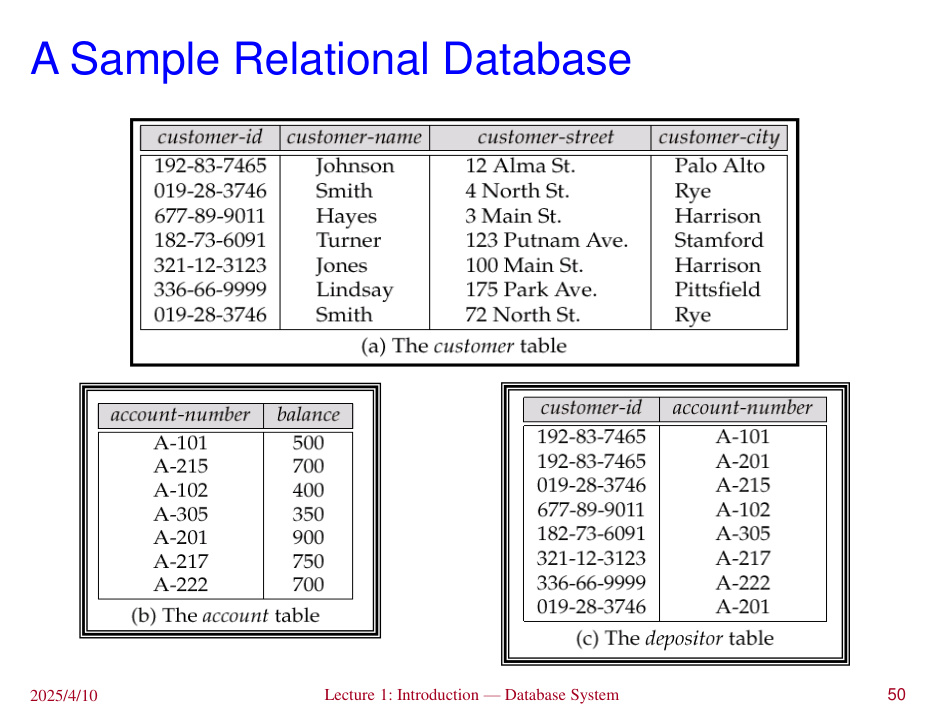 A Sample Relational Database
customer-id customer-name customer-street customer-city
192-83-7465 Johnson 12 Alma St. Palo Alto
019-28-3746 Smith 4 North St. Rye
677-89-9011 Hayes 3 Main St. Harrison
182-73-6091 Turner 123 Putnam Ave. Stamford
321-12-3123 Jones 100 Main St. Harrison
336-66-9999 Lindsay 175 Park Ave. Pittsfield
019-28-3746 Smith 72 North St. Rye
(a) The customer table
account-number balance
A-101 500
A-215 700
A-102 400
A-305 350
A-201 900
A-217 750
A-222 700
(b) The account table
customer-id account-number
192-83-7465 A-101
192-83-7465 A-201
019-28-3746 A-215
677-89-9011 A-102
182-73-6091 A-305
321-12-3123 A-217
336-66-9999 A-222
019-28-3746 A-201
(c) The depositor table
2025/4/10 Lecture 1: Introduction — Database System 50